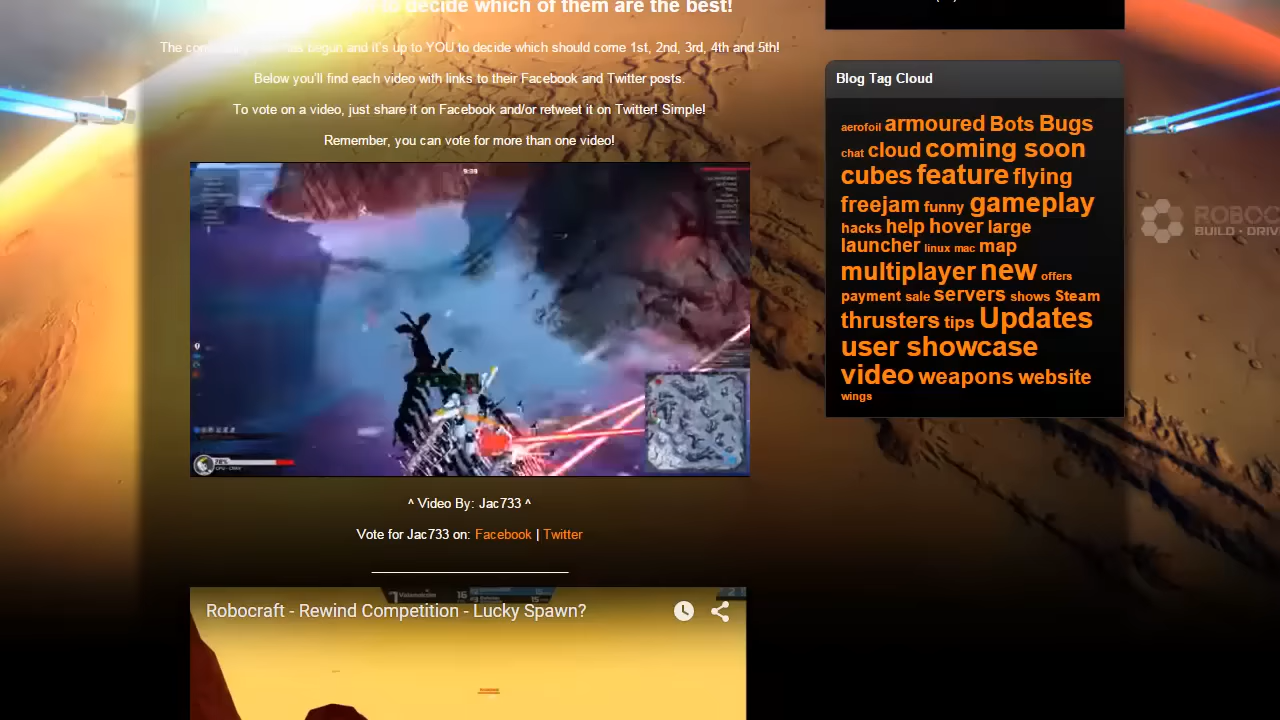 to decide which of them are the best!
The begun and it's up to YOU to decide which should come 1st, 2nd, 3rd, 4th and 5th!
Below you'll find each video with links to their Facebook and Twitter posts.
To vote on a video, just share it on Facebook and/or retweet it on Twitter! Simple!
Remember, you can vote for more than one video!
9:39
78%
^ Video By: Jac733 ^
Vote for Jac733 on: Facebook | Twitter
Robocraft - Rewind Competition - Lucky Spawn?
16
15
Blog Tag Cloud
aerofoil armoured Bots Bugs
chat cloud coming soon
cubes feature flying
freejam funny gameplay
hacks help hover large
launcher linux mac map
multiplayer new offers
payment sale servers shows Steam
thrusters tips Updates
user showcase
video weapons website
wings
ROBOC
BUILD · DRIV